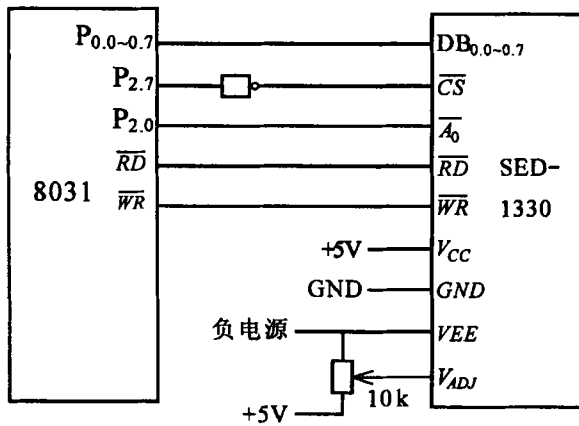 P0.0~0.7 DB0.0~0.7
P2.7 CS
P2.0 A0
RD RD SED-
8031 WR WR 1330
+5V VCC
GND GND
负电源 VEE
10k VADJ
+5V